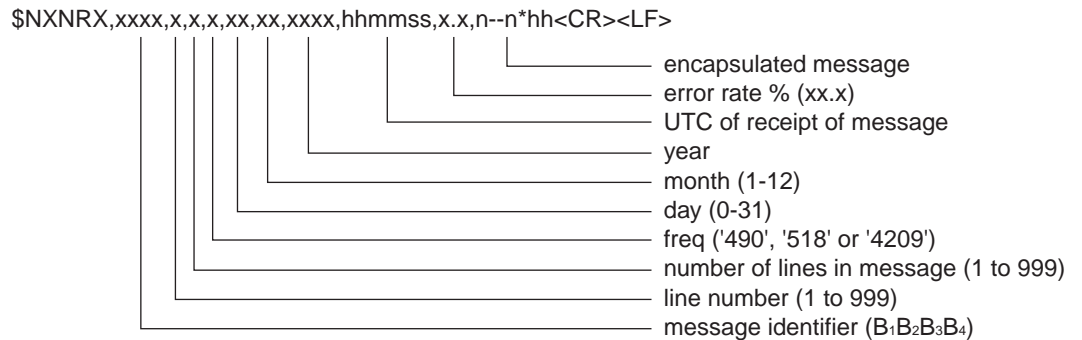 $NXNRX,xxxx,x,x,x,xx,xx,xxxx,hhmmss,x.x,n--n*hh<CR><LF>
encapsulated message
error rate % (xx.x)
UTC of receipt of message
year
month (1-12)
day (0-31)
freq ('490', '518' or '4209')
number of lines in message (1 to 999)
line number (1 to 999)
message identifier (B₁B₂B₃B₄)